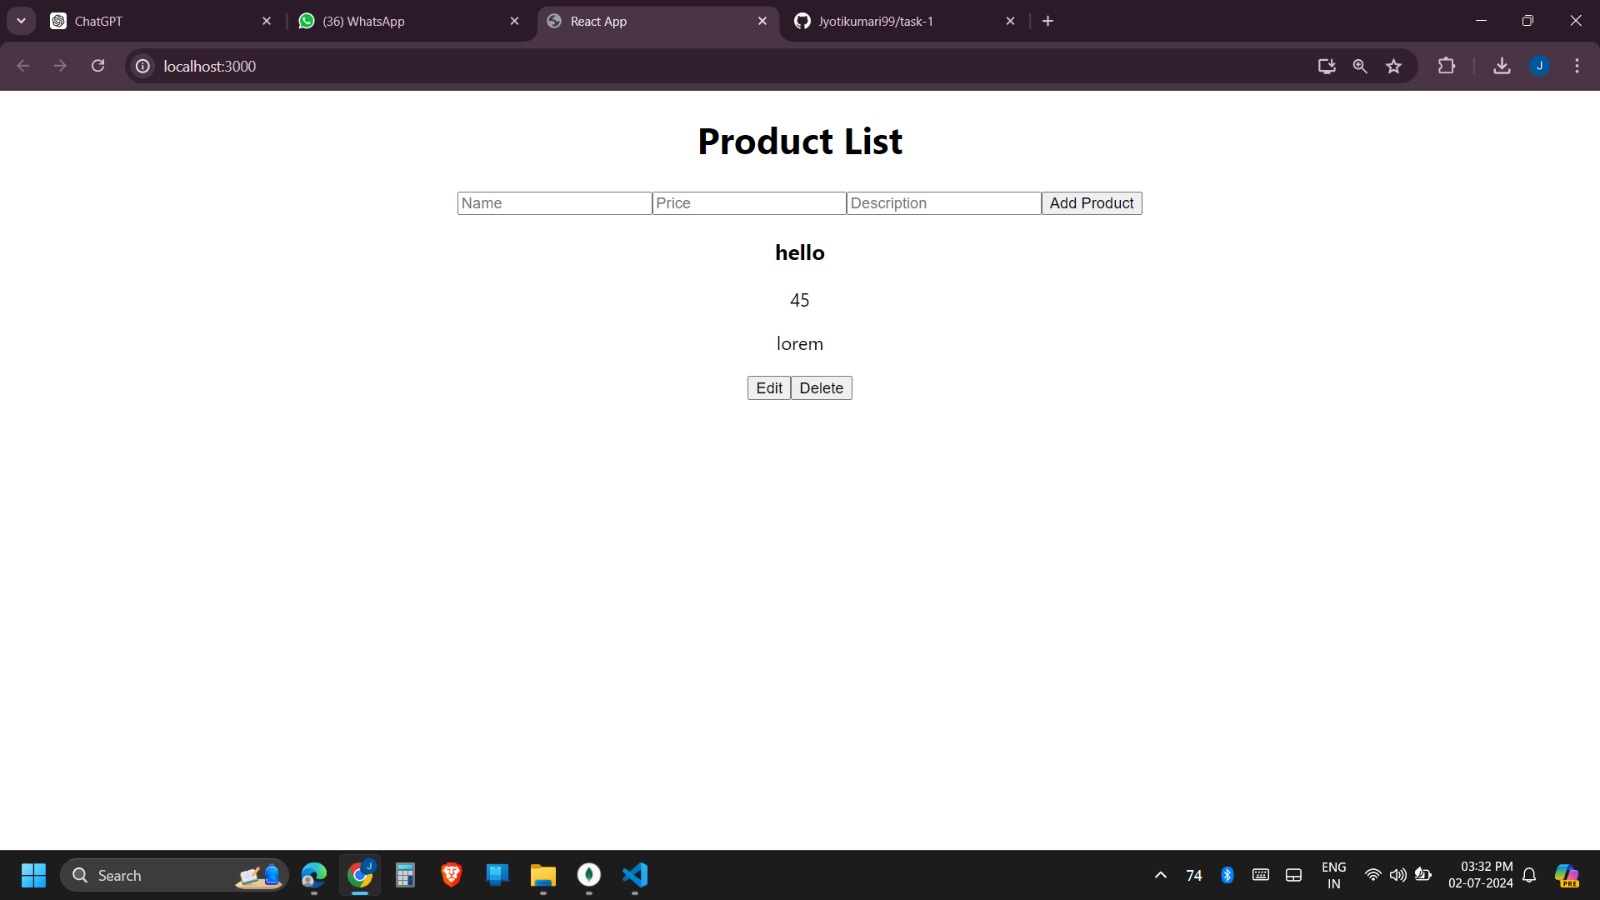 ChatGPT
(36) WhatsApp
React App
Jyotikumari99/task-1
localhost:3000
J
Product List
Name
Price
Description
Add Product
hello
45
lorem
Edit
Delete
Search
J
74
ENG
IN
03:32 PM
02-07-2024
PRE